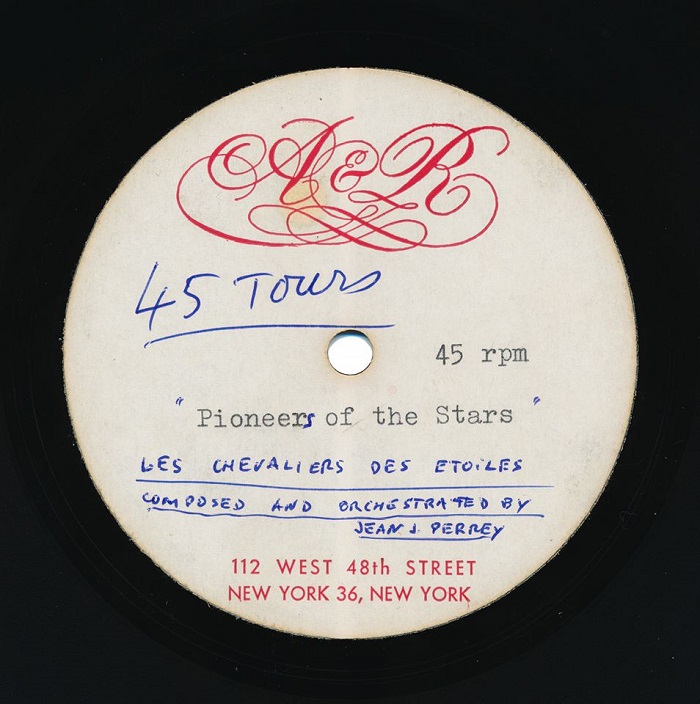 A&R
45 Tours
45 rpm
"Pioneers of the Stars"
LES CHEVALIERS DES ETOILES
COMPOSED AND ORCHESTRATED BY
JEAN J. PERREY
112 WEST 48th STREET
NEW YORK 36, NEW YORK